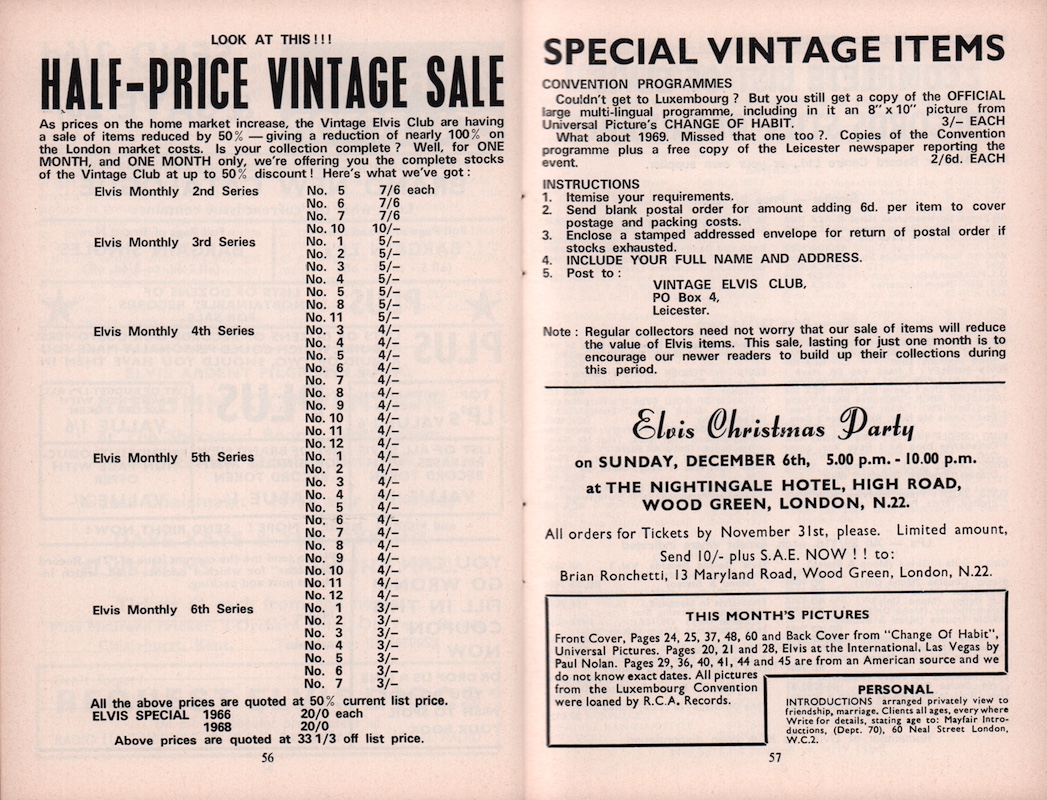 LOOK AT THIS!!!
HALF-PRICE VINTAGE SALE
As prices on the home market increase, the Vintage Elvis Club are having
a sale of items reduced by 50% — giving a reduction of nearly 100% on
the London market costs. Is your collection complete? Well, for ONE
MONTH, and ONE MONTH only, we're offering you the complete stocks
of the Vintage Club at up to 50% discount! Here's what we've got:
Elvis Monthly 2nd Series No. 5 7/6 each
No. 6 7/6
No. 7 7/6
No. 10 10/–
Elvis Monthly 3rd Series No. 1 5/–
No. 2 5/–
No. 3 5/–
No. 4 5/–
No. 5 5/–
No. 8 5/–
No. 11 5/–
Elvis Monthly 4th Series No. 3 4/–
No. 4 4/–
No. 5 4/–
No. 6 4/–
No. 7 4/–
No. 8 4/–
No. 9 4/–
No. 10 4/–
No. 11 4/–
No. 12 4/–
Elvis Monthly 5th Series No. 1 4/–
No. 2 4/–
No. 3 4/–
No. 4 4/–
No. 5 4/–
No. 6 4/–
No. 7 4/–
No. 8 4/–
No. 9 4/–
No. 10 4/–
No. 11 4/–
No. 12 4/–
Elvis Monthly 6th Series No. 1 3/–
No. 2 3/–
No. 3 3/–
No. 4 3/–
No. 5 3/–
No. 6 3/–
No. 7 3/–
All the above prices are quoted at 50% current list price.
ELVIS SPECIAL 1966 20/0 each
1968 20/0
Above prices are quoted at 33 1/3 off list price.
56
SPECIAL VINTAGE ITEMS
CONVENTION PROGRAMMES
Couldn't get to Luxembourg? But you still get a copy of the OFFICIAL
large multi-lingual programme, including in it an 8" x 10" picture from
Universal Picture's CHANGE OF HABIT. 3/– EACH
What about 1969. Missed that one too?. Copies of the Convention
programme plus a free copy of the Leicester newspaper reporting the
event. 2/6d. EACH
INSTRUCTIONS
1. Itemise your requirements.
2. Send blank postal order for amount adding 6d. per item to cover
postage and packing costs.
3. Enclose a stamped addressed envelope for return of postal order if
stocks exhausted.
4. INCLUDE YOUR FULL NAME AND ADDRESS.
5. Post to:
VINTAGE ELVIS CLUB,
PO Box 4,
Leicester.
Note: Regular collectors need not worry that our sale of items will reduce
the value of Elvis items. This sale, lasting for just one month is to
encourage our newer readers to build up their collections during
this period.
Elvis Christmas Party
on SUNDAY, DECEMBER 6th, 5.00 p.m. - 10.00 p.m.
at THE NIGHTINGALE HOTEL, HIGH ROAD,
WOOD GREEN, LONDON, N.22.
All orders for Tickets by November 31st, please. Limited amount,
Send 10/- plus S.A.E. NOW !! to:
Brian Ronchetti, 13 Maryland Road, Wood Green, London, N.22.
THIS MONTH'S PICTURES
Front Cover, Pages 24, 25, 37, 48, 60 and Back Cover from "Change Of Habit",
Universal Pictures. Pages 20, 21 and 28, Elvis at the International, Las Vegas by
Paul Nolan. Pages 29, 36, 40, 41, 44 and 45 are from an American source and we
do not know exact dates. All pictures
from the Luxembourg Convention
were loaned by R.C.A. Records.
PERSONAL
INTRODUCTIONS arranged privately view to
friendship, marriage. Clients all ages, every where
Write for details, stating age to: Mayfair Intro-
ductions, (Dept. 70), 60 Neal Street London,
W.C.2.
57